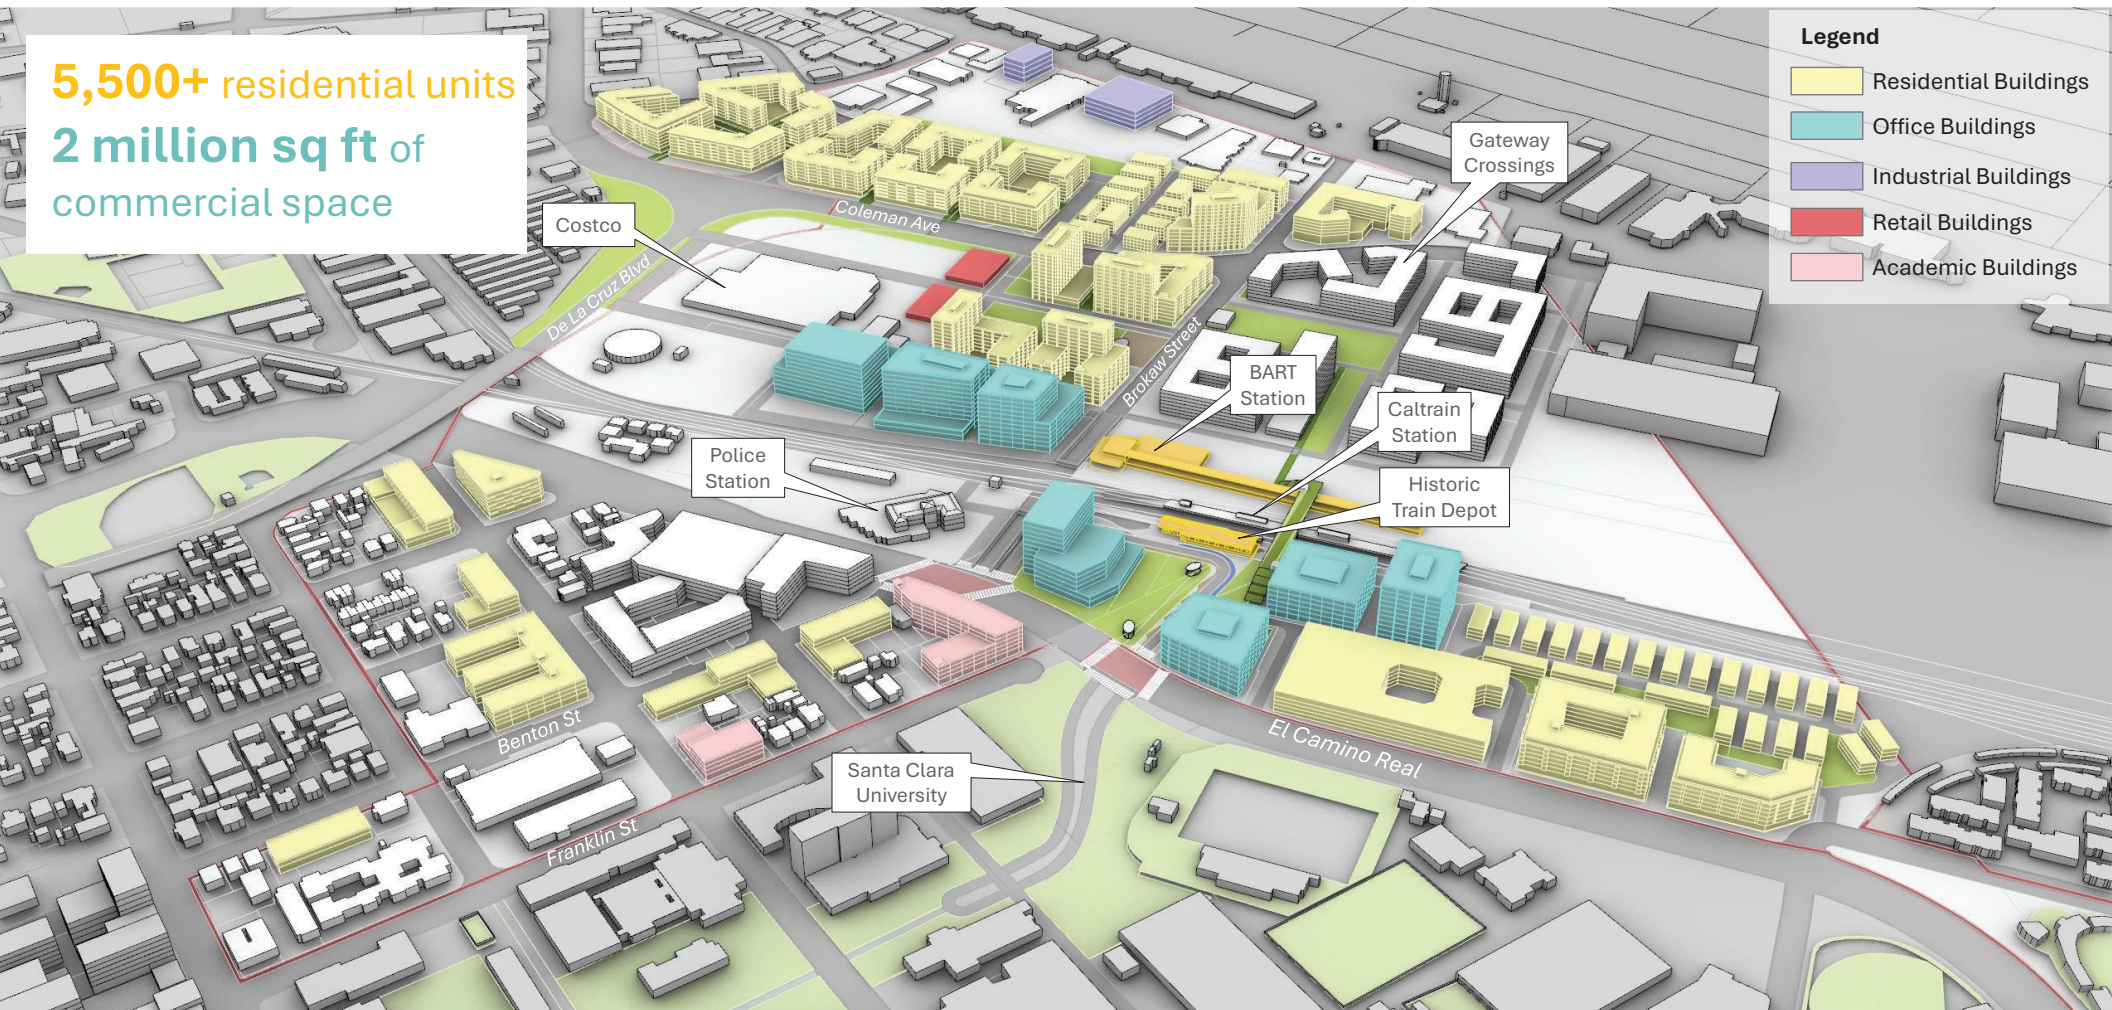 5,500+ residential units
2 million sq ft of
commercial space
Legend
Residential Buildings
Office Buildings
Industrial Buildings
Retail Buildings
Academic Buildings
Gateway
Crossings
Costco
Coleman Ave
De La Cruz Blvd
Brokaw Street
BART
Station
Caltrain
Station
Police
Station
Historic
Train Depot
Benton St
El Camino Real
Santa Clara
University
Franklin St